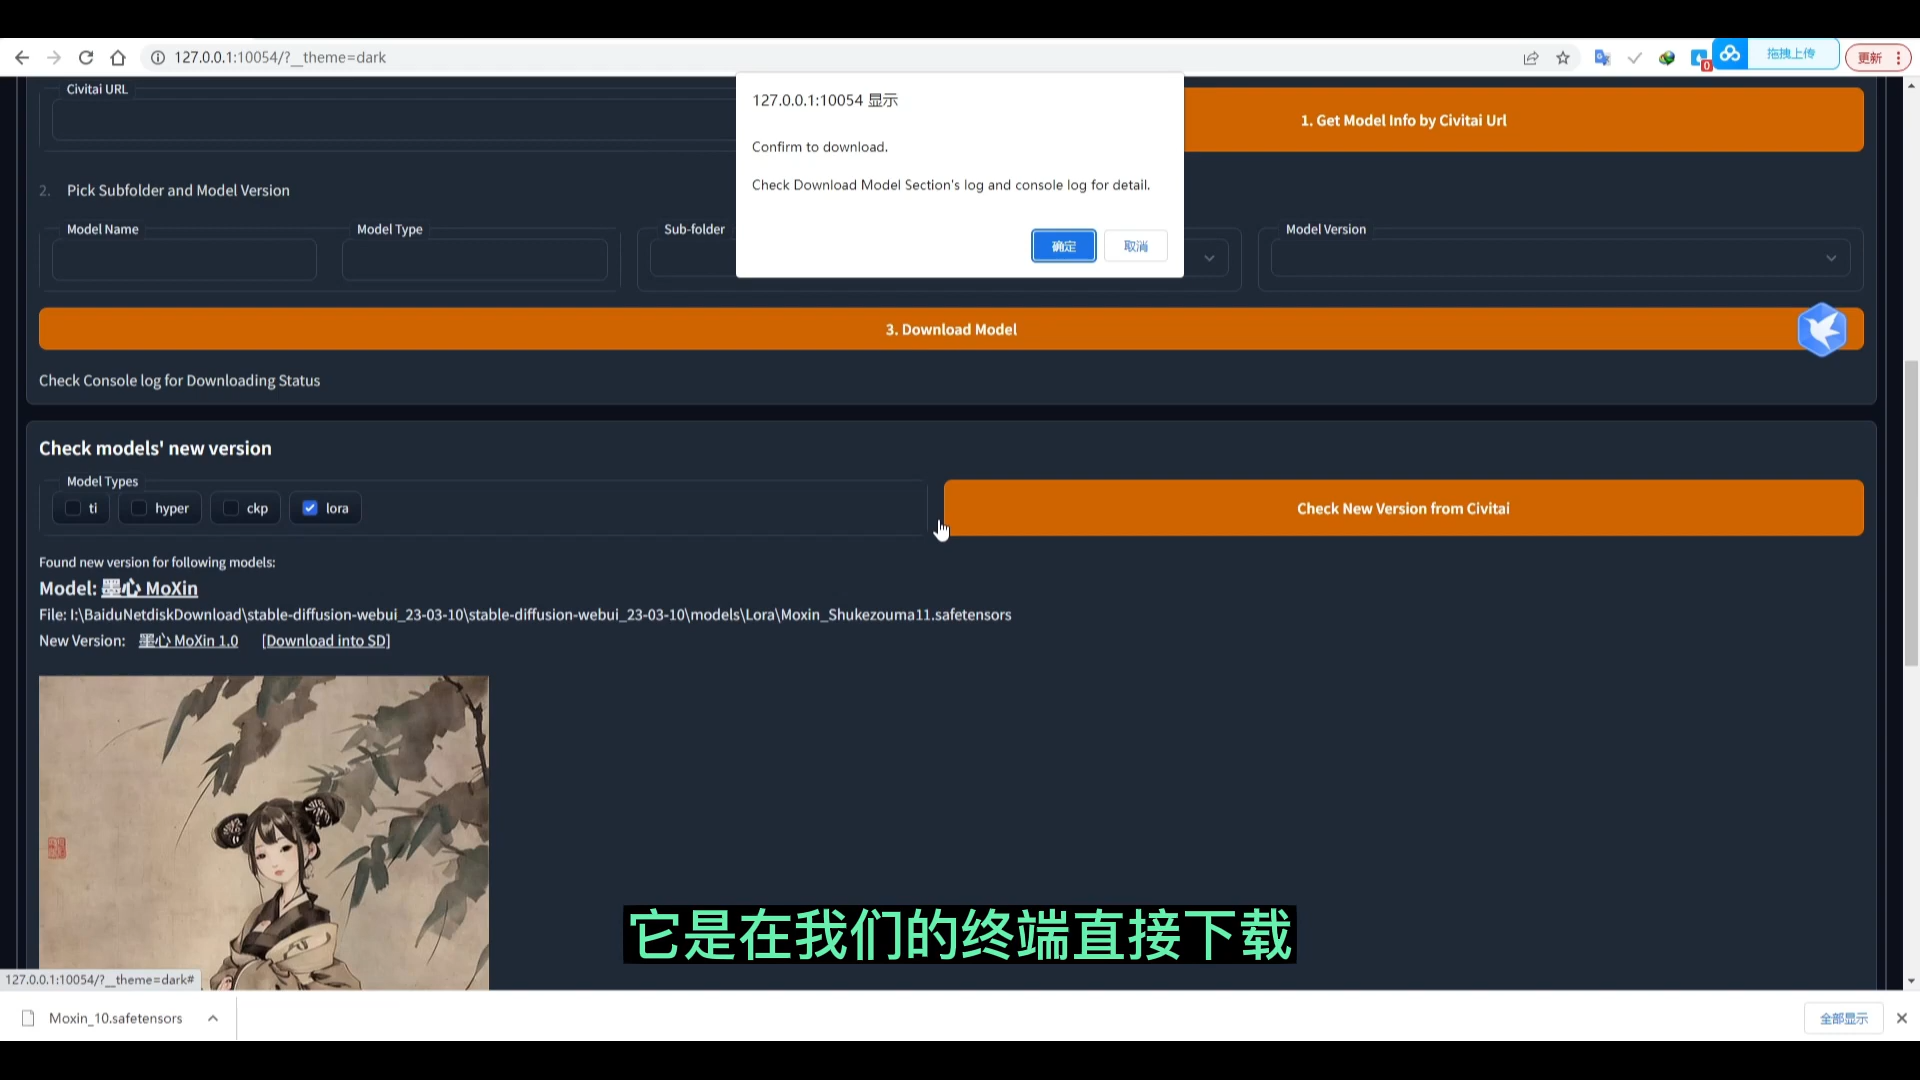 127.0.0.1:10054/?__theme=dark
拖拽上传
更新
0
127.0.0.1:10054 显示
Confirm to download.
Check Download Model Section's log and console log for detail.
确定
取消
Civitai URL
1. Get Model Info by Civitai Url
2. Pick Subfolder and Model Version
Model Name
Model Type
Sub-folder
Model Version
3. Download Model
Check Console log for Downloading Status
Check models' new version
Model Types
ti
hyper
ckp
lora
Check New Version from Civitai
Found new version for following models:
Model: 墨心 MoXin
File: I:\BaiduNetdiskDownload\stable-diffusion-webui_23-03-10\stable-diffusion-webui_23-03-10\models\Lora\Moxin_Shukezouma11.safetensors
New Version: 墨心 MoXin 1.0 [Download into SD]
它是在我们的终端直接下载
127.0.0.1:10054/?__theme=dark#
Moxin_10.safetensors
全部显示